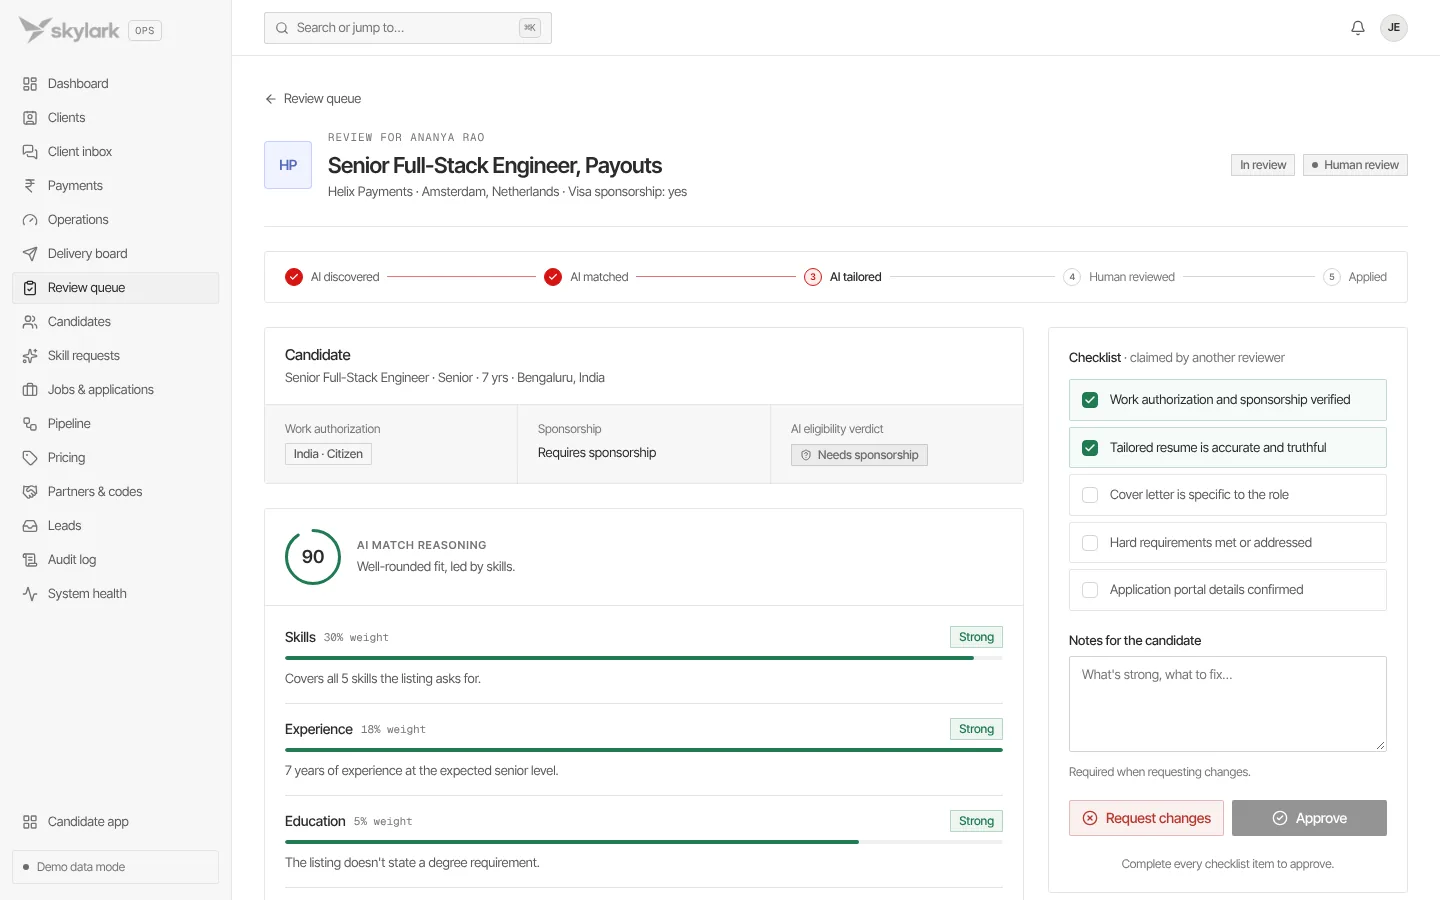 skylark OPS
Search or jump to... ⌘K
JE
Dashboard
Clients
Client inbox
Payments
Operations
Delivery board
Review queue
Candidates
Skill requests
Jobs & applications
Pipeline
Pricing
Partners & codes
Leads
Audit log
System health
Candidate app
Demo data mode
Review queue
HP
REVIEW FOR ANANYA RAO
Senior Full-Stack Engineer, Payouts
Helix Payments · Amsterdam, Netherlands · Visa sponsorship: yes
In review
Human review
AI discovered
AI matched
3 AI tailored
4 Human reviewed
5 Applied
Candidate
Senior Full-Stack Engineer · Senior · 7 yrs · Bengaluru, India
Work authorization
India · Citizen
Sponsorship
Requires sponsorship
AI eligibility verdict
Needs sponsorship
90
AI MATCH REASONING
Well-rounded fit, led by skills.
Skills 30% weight Strong
Covers all 5 skills the listing asks for.
Experience 18% weight Strong
7 years of experience at the expected senior level.
Education 5% weight Strong
The listing doesn't state a degree requirement.
Checklist · claimed by another reviewer
Work authorization and sponsorship verified
Tailored resume is accurate and truthful
Cover letter is specific to the role
Hard requirements met or addressed
Application portal details confirmed
Notes for the candidate
What's strong, what to fix...
Required when requesting changes.
Request changes
Approve
Complete every checklist item to approve.